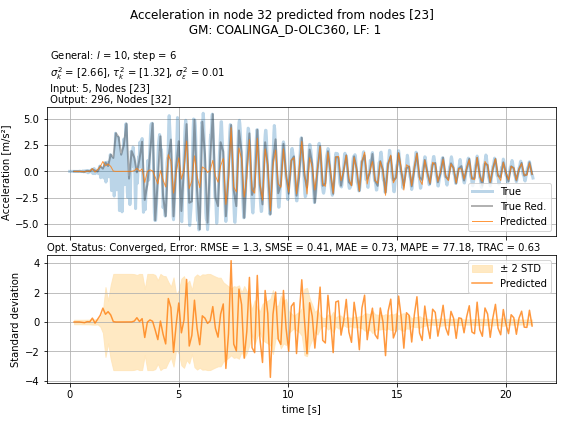 Acceleration in node 32 predicted from nodes [23]
GM: COALINGA_D-OLC360, LF: 1
General: l = 10, step = 6
σ²ₖ = [2.66], τ²ₖ = [1.32], σ²ε = 0.01
Input: 5, Nodes [23]
Output: 296, Nodes [32]
Acceleration [m/s²]
5.0
2.5
0.0
−2.5
−5.0
True
True Red.
Predicted
Opt. Status: Converged, Error: RMSE = 1.3, SMSE = 0.41, MAE = 0.73, MAPE = 77.18, TRAC = 0.63
Standard deviation
4
2
0
−2
−4
± 2 STD
Predicted
0 5 10 15 20
time [s]